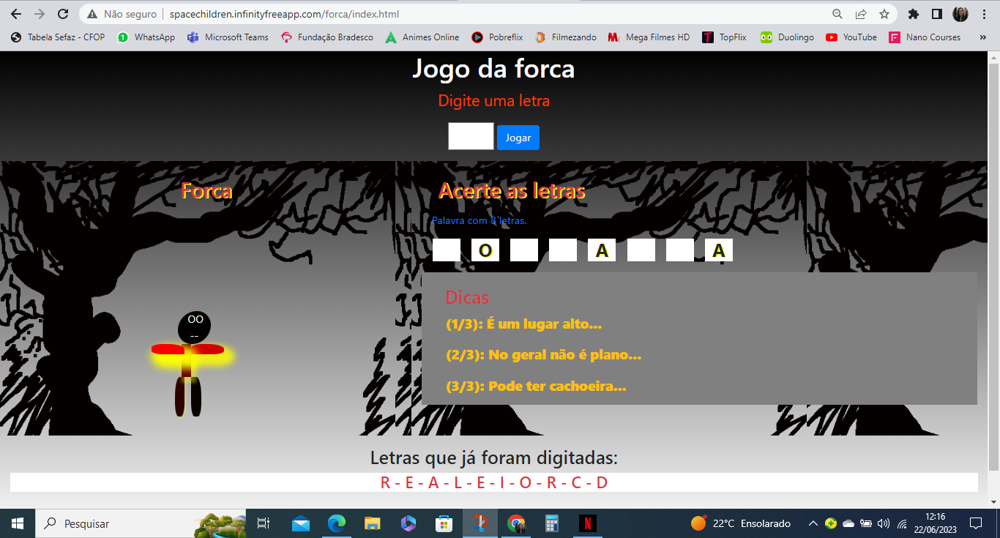 Não seguro spacechildren.infinityfreeapp.com/forca/index.html
Tabela Sefaz - CFOP WhatsApp Microsoft Teams Fundação Bradesco Animes Online Pobreflix Filmezando Mega Filmes HD TopFlix Duolingo YouTube Nano Courses »
Jogo da forca
Digite uma letra
Jogar
Forca
Acerte as letras
Palavra com 8 letras.
O A A
OO
--
Dicas
(1/3): É um lugar alto...
(2/3): No geral não é plano...
(3/3): Pode ter cachoeira...
Letras que já foram digitadas:
R - E - A - L - E - I - O - R - C - D
Pesquisar
22°C Ensolarado
12:16
22/06/2023